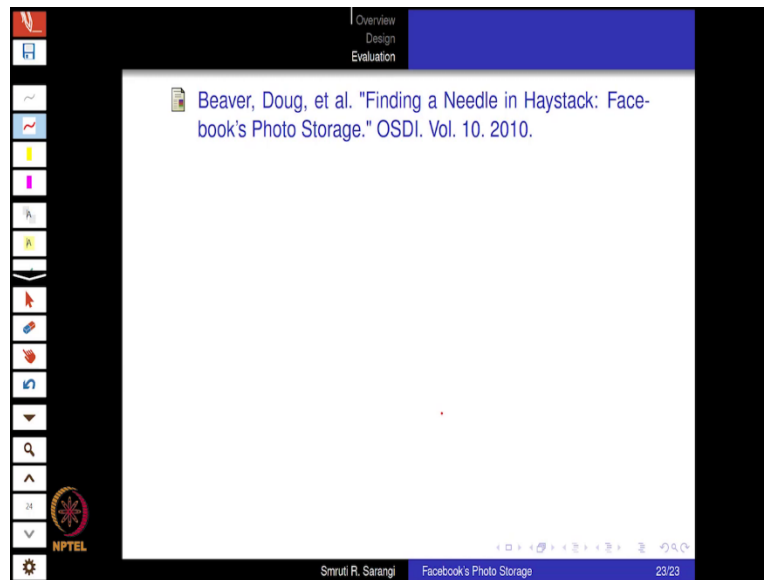 Overview
Design
Evaluation
Beaver, Doug, et al. "Finding a Needle in Haystack: Face-
book's Photo Storage." OSDI. Vol. 10. 2010.
A
A
24
NPTEL
Smruti R. Sarangi Facebook's Photo Storage 23/23